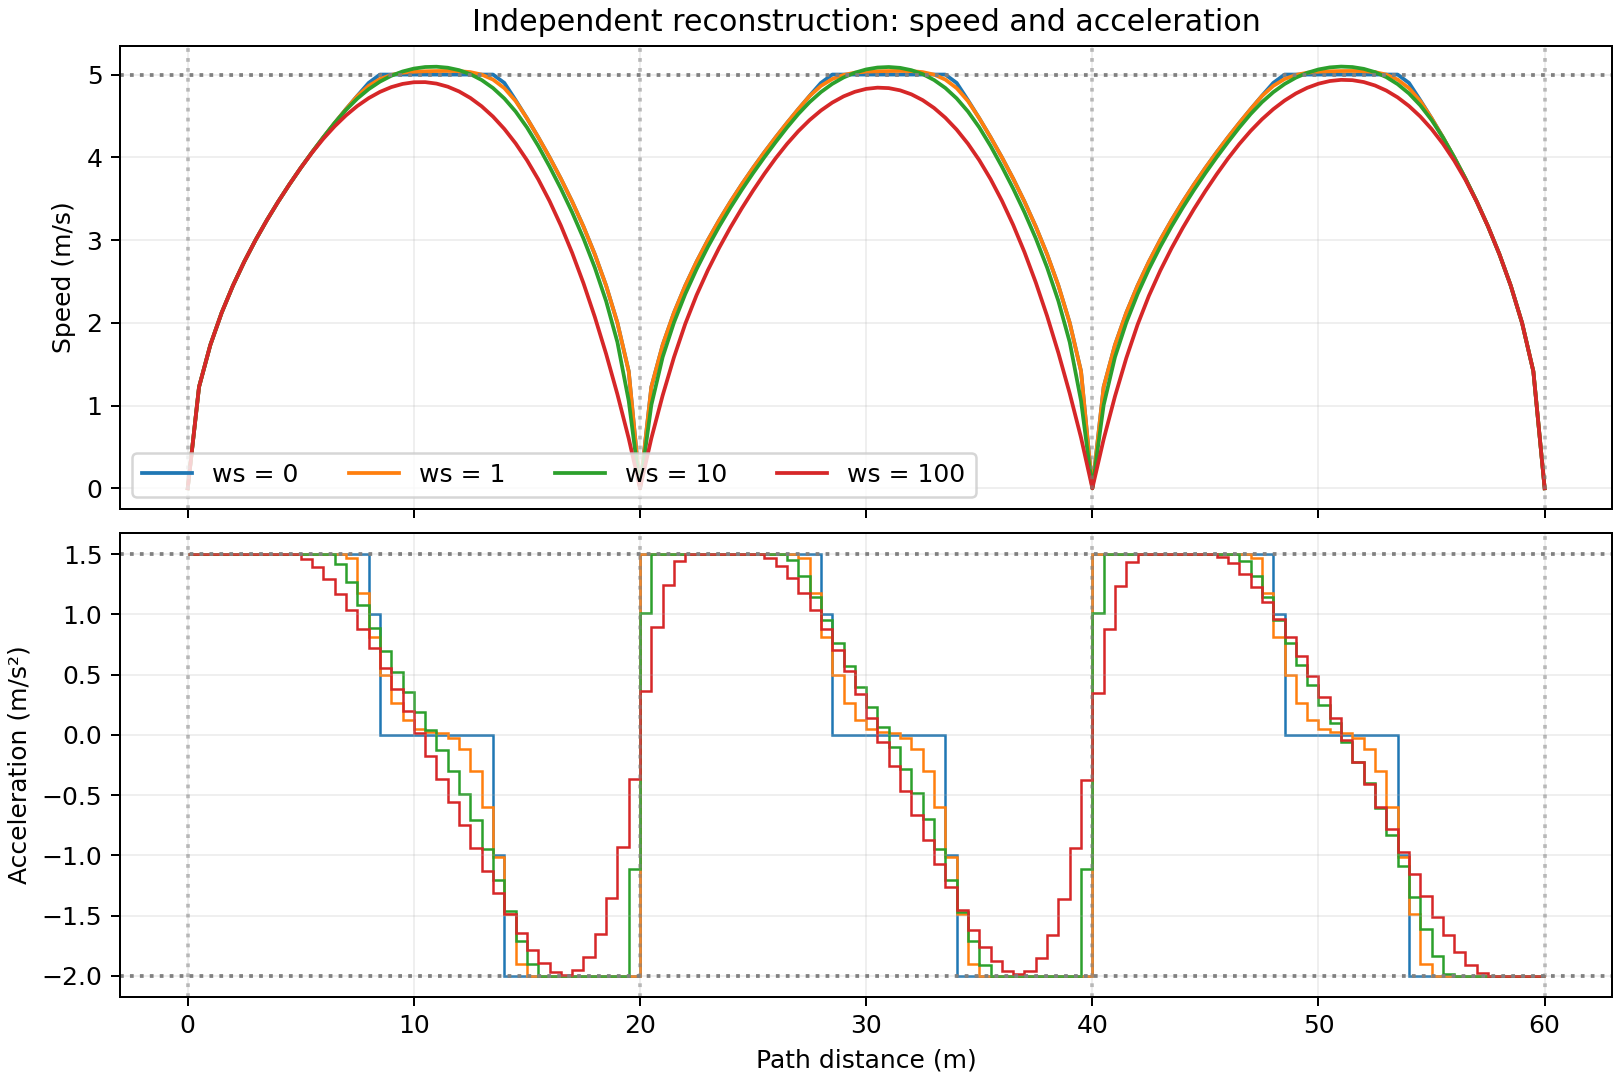 Independent reconstruction: speed and acceleration
Speed (m/s)
5
4
3
2
1
0
ws = 0
ws = 1
ws = 10
ws = 100
Acceleration (m/s²)
1.5
1.0
0.5
0.0
−0.5
−1.0
−1.5
−2.0
0
10
20
30
40
50
60
Path distance (m)